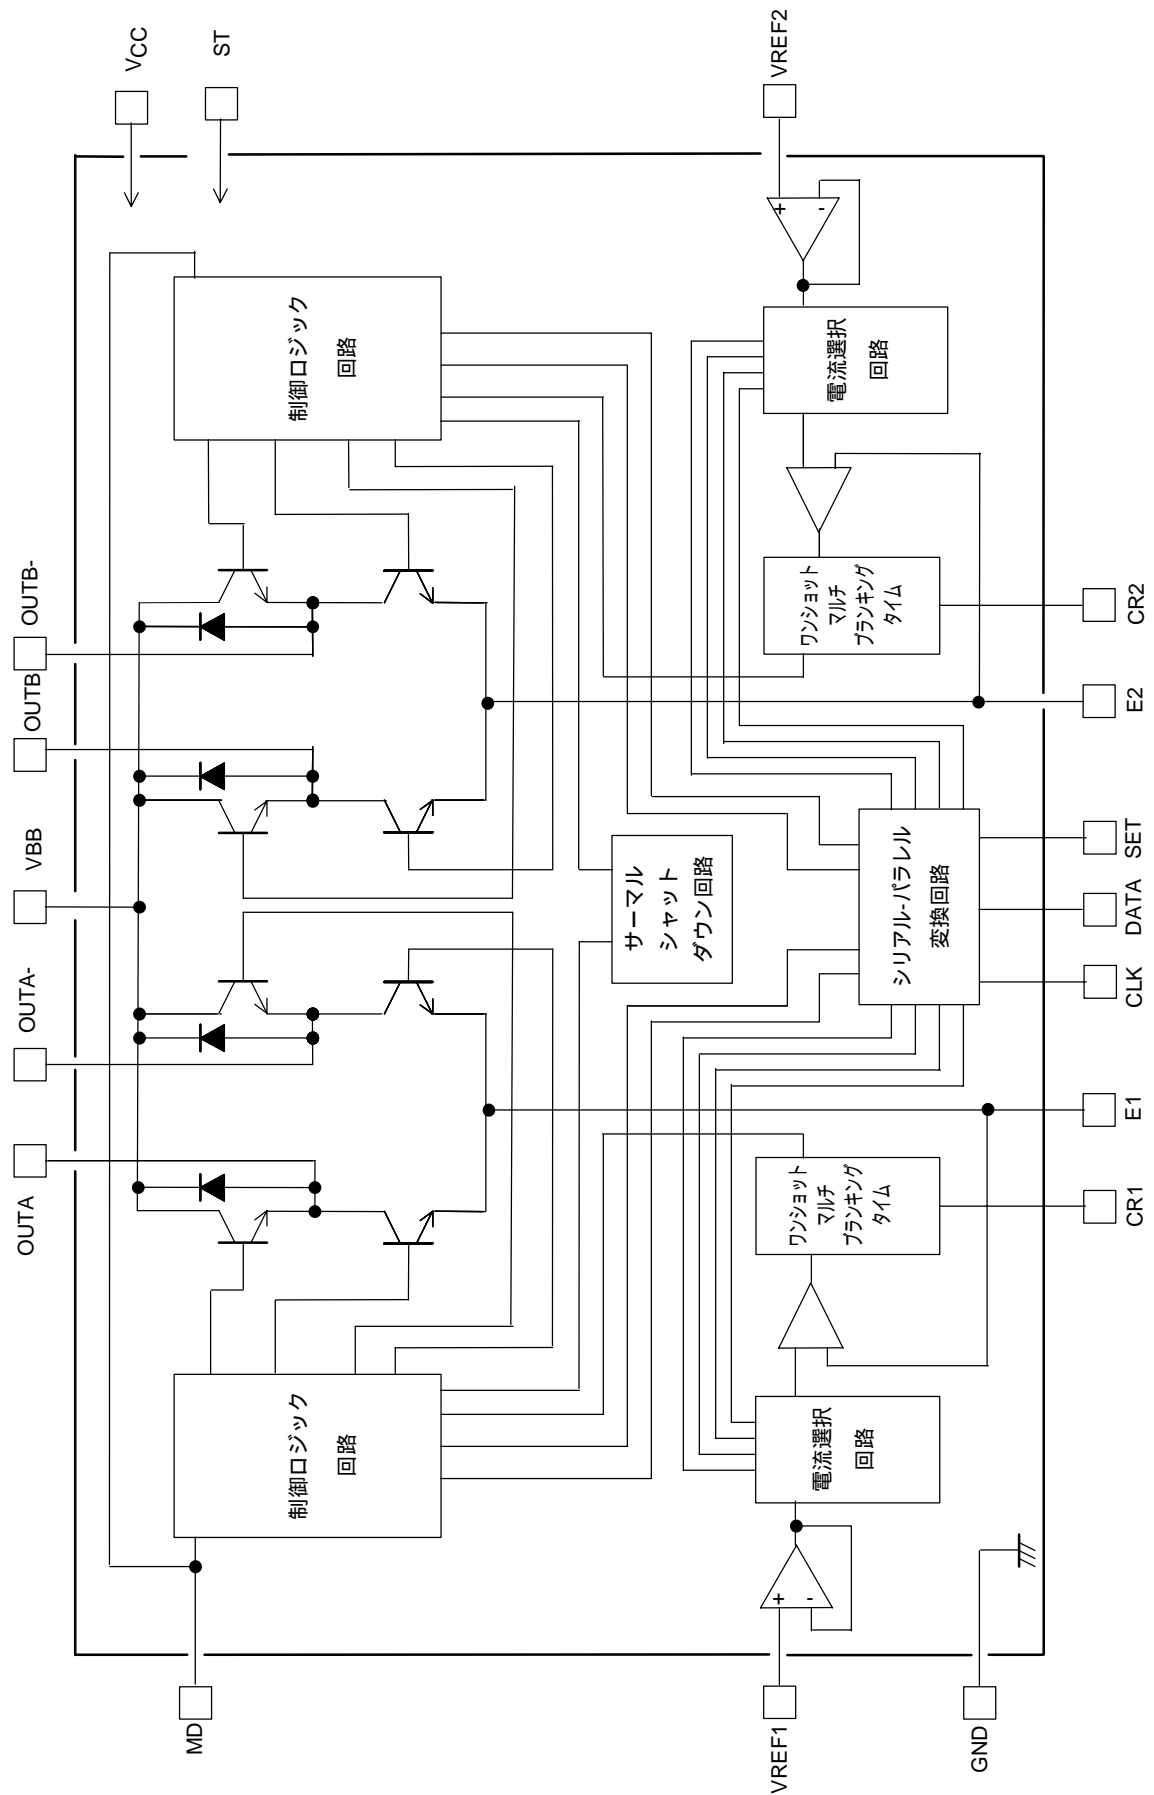 OUTA
OUTA-
VBB
OUTB
OUTB-
VCC
ST
MD
制御ロジック
回路
制御ロジック
回路
サーマル
シャット
ダウン回路
VREF1
+
-
電流選択
回路
ワンショット
マルチ
ブランキング
タイム
シリアル-パラレル
変換回路
ワンショット
マルチ
ブランキング
タイム
電流選択
回路
+
-
VREF2
GND
CR1
E1
CLK
DATA
SET
E2
CR2